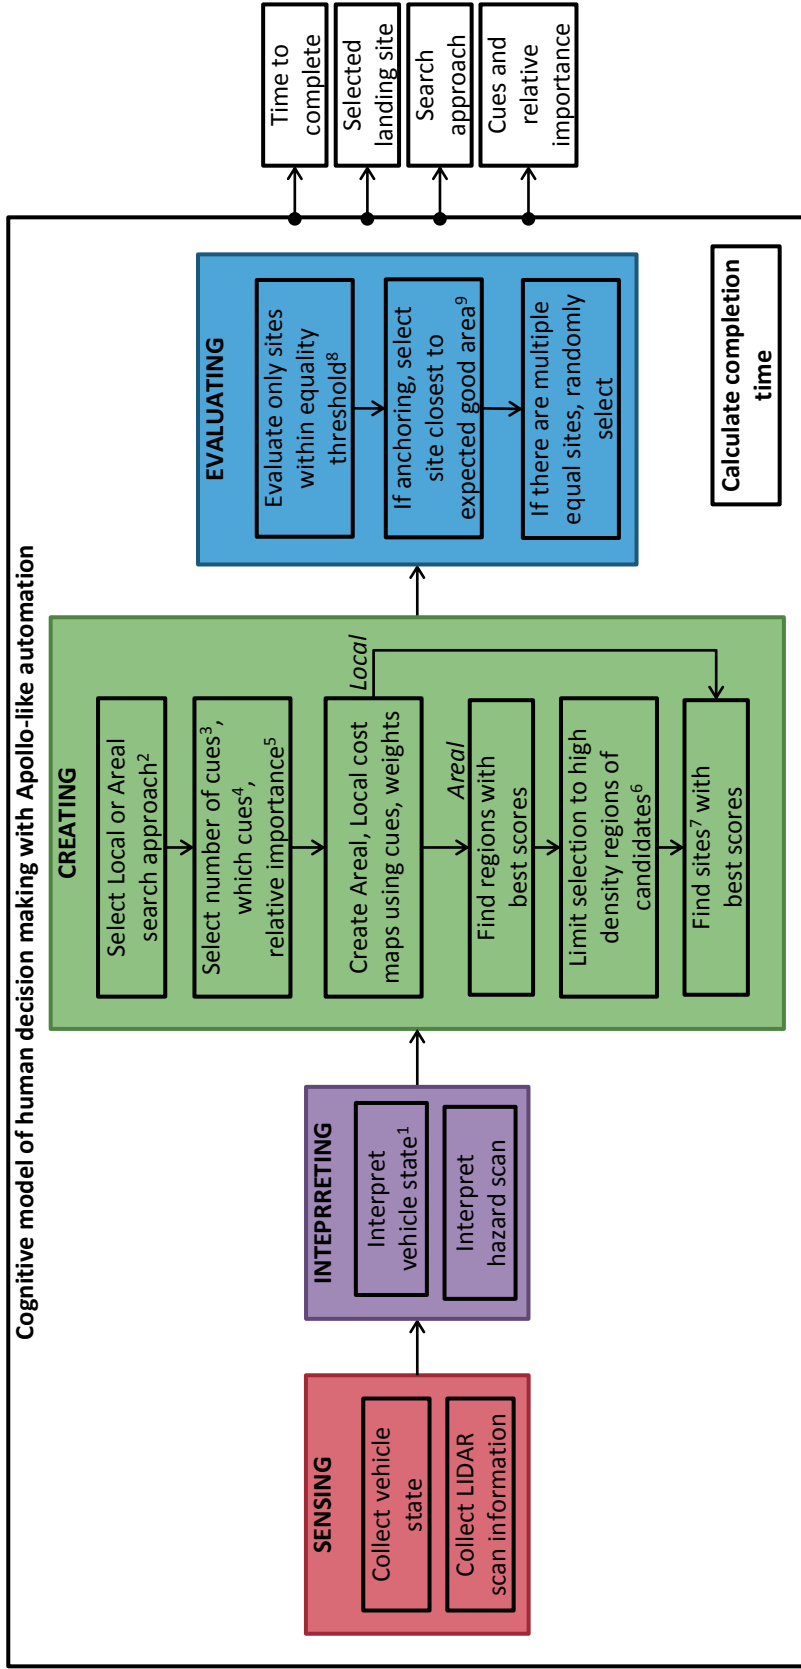 Cognitive model of human decision making with Apollo-like automation
SENSING
Collect vehicle
state
Collect LIDAR
scan information
INTEPRRETING
Interpret
vehicle state1
Interpret
hazard scan
CREATING
Select Local or Areal
search approach2
Select number of cues3,
which cues4,
relative importance5
Create Areal, Local cost
maps using cues, weights
Areal
Local
Find regions with
best scores
Limit selection to high
density regions of
candidates6
Find sites7 with
best scores
EVALUATING
Evaluate only sites
within equality
threshold8
If anchoring, select
site closest to
expected good area9
If there are multiple
equal sites, randomly
select
Calculate completion
time
Time to
complete
Selected
landing site
Search
approach
Cues and
relative
importance